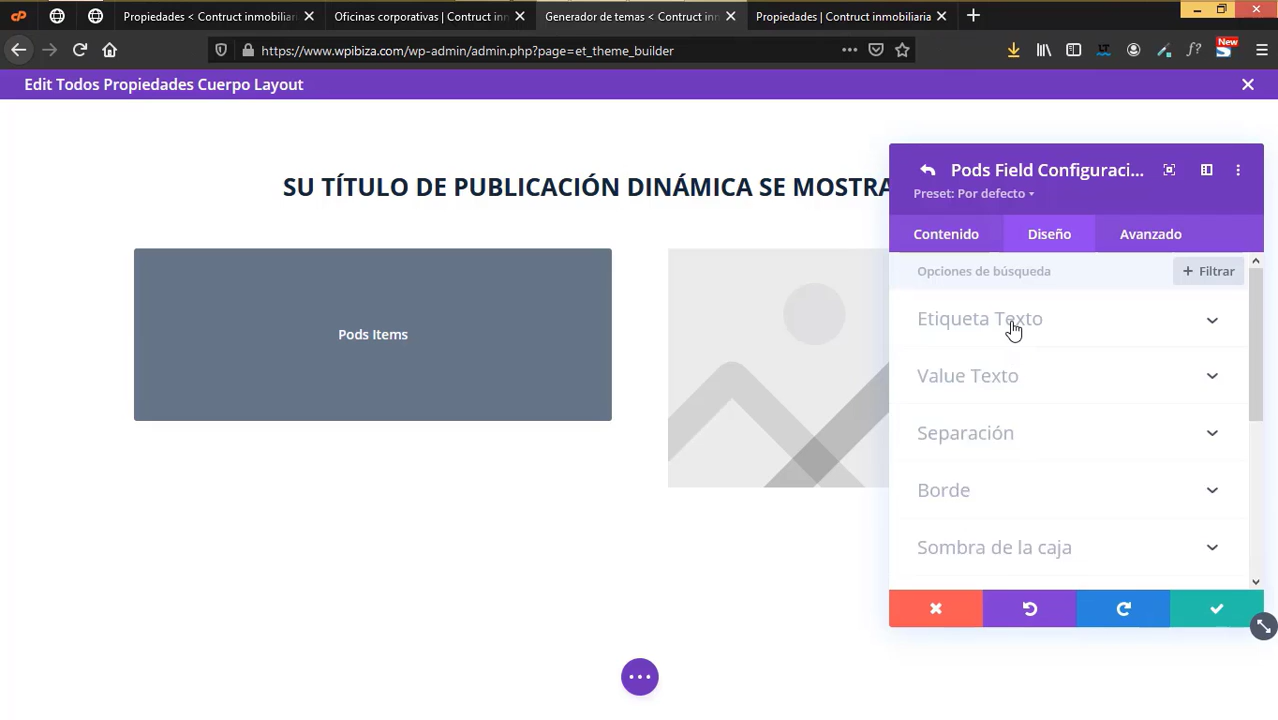 Propiedades < Contruct inmobiliari
Oficinas corporativas | Contruct inm
Generador de temas < Contruct inm
Propiedades | Contruct inmobiliaria
https://www.wpibiza.com/wp-admin/admin.php?page=et_theme_builder
New
Edit Todos Propiedades Cuerpo Layout
SU TÍTULO DE PUBLICACIÓN DINÁMICA SE MOSTRA
Pods Items
Pods Field Configuraci...
Preset: Por defecto
Contenido
Diseño
Avanzado
Opciones de búsqueda
+ Filtrar
Etiqueta Texto
Value Texto
Separación
Borde
Sombra de la caja